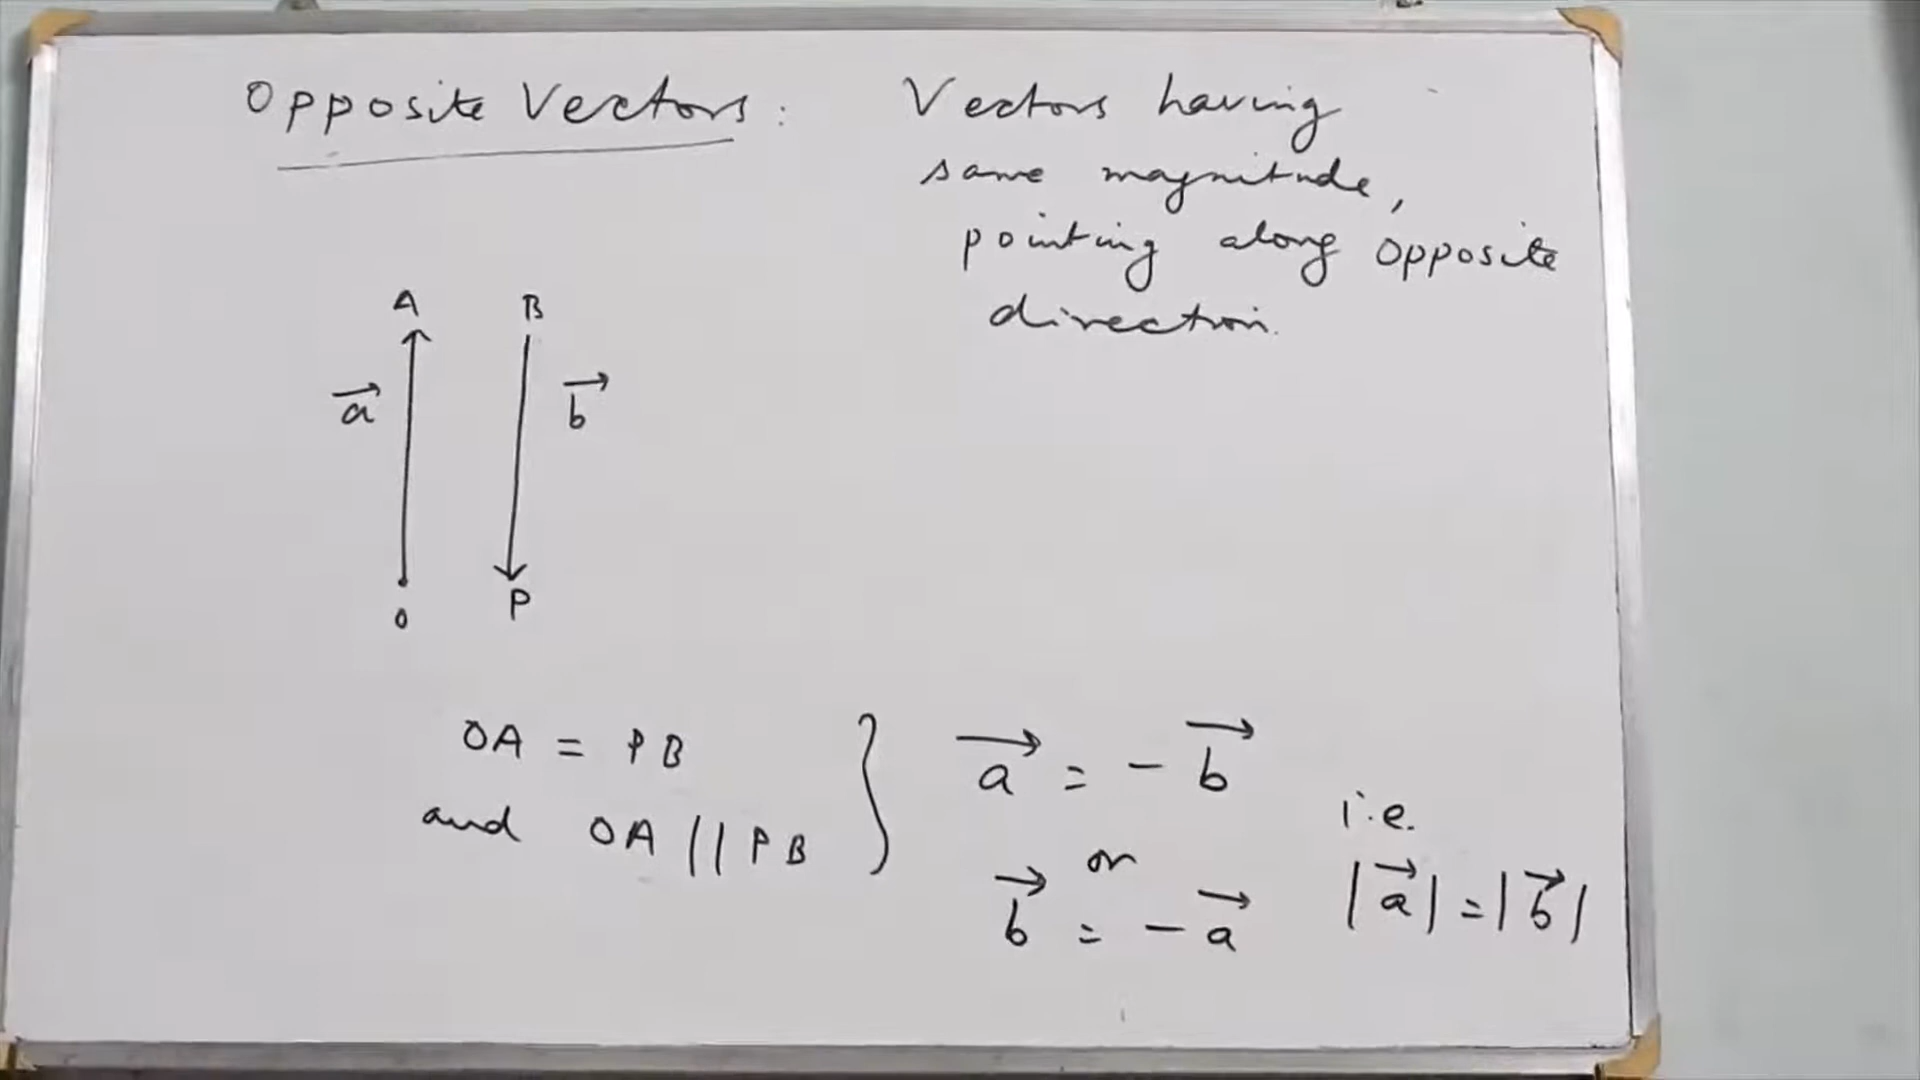 Opposite Vectors:
Vectors having
same magnitude,
pointing along opposite
direction.
A
B
a⃗
b⃗
O
P
OA = PB
and OA || PB
a⃗ = - b⃗
or
b⃗ = - a⃗
i.e.
|a⃗| = |b⃗|